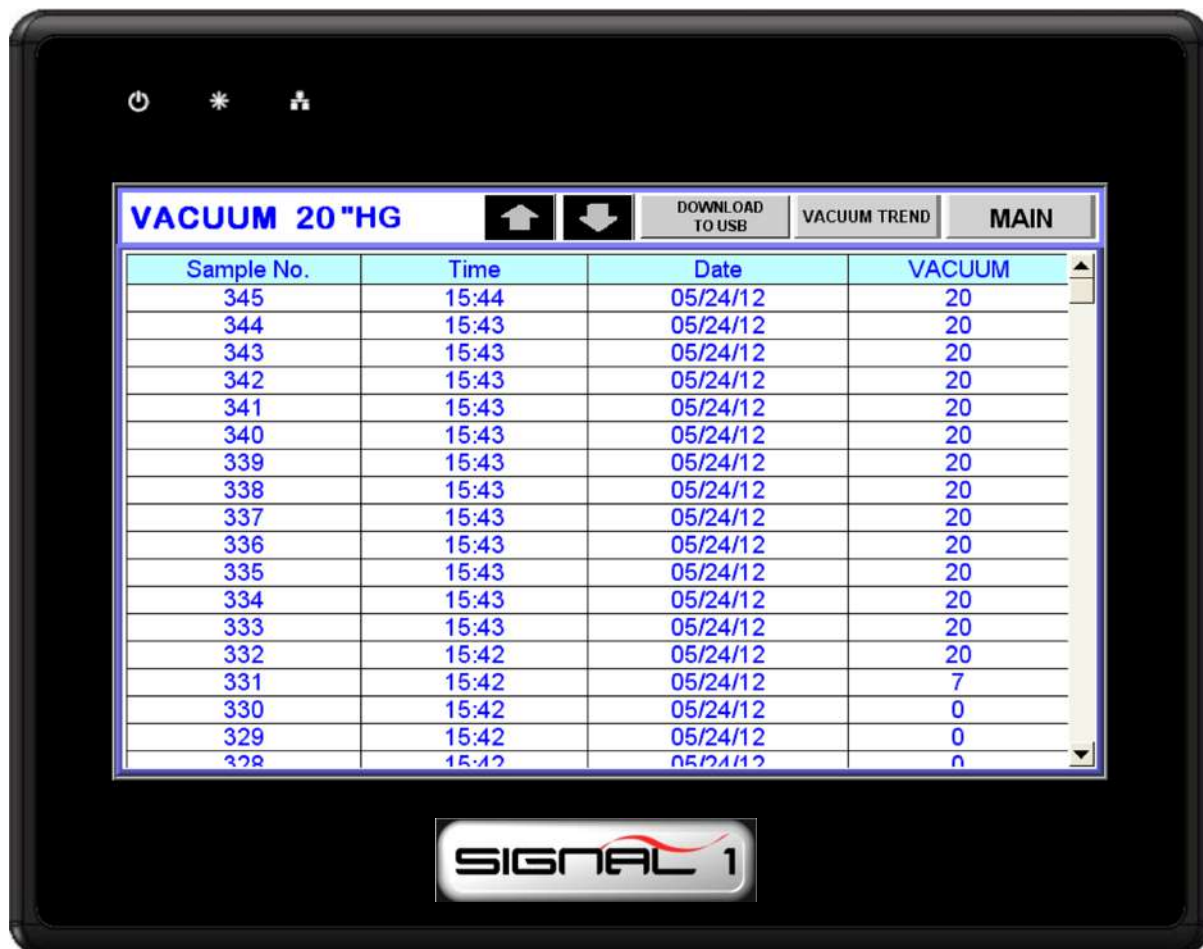 VACUUM 20"HG DOWNLOAD TO USB VACUUM TREND MAIN
Sample No. Time Date VACUUM
345 15:44 05/24/12 20
344 15:43 05/24/12 20
343 15:43 05/24/12 20
342 15:43 05/24/12 20
341 15:43 05/24/12 20
340 15:43 05/24/12 20
339 15:43 05/24/12 20
338 15:43 05/24/12 20
337 15:43 05/24/12 20
336 15:43 05/24/12 20
335 15:43 05/24/12 20
334 15:43 05/24/12 20
333 15:43 05/24/12 20
332 15:42 05/24/12 20
331 15:42 05/24/12 7
330 15:42 05/24/12 0
329 15:42 05/24/12 0
328 15:42 05/24/12 0
SIGNAL 1